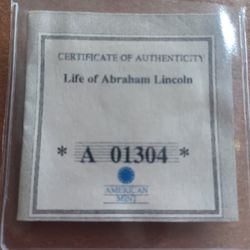 CERTIFICATE OF AUTHENTICITY
Life of Abraham Lincoln
* A 01304 *
AMERICAN
MINT